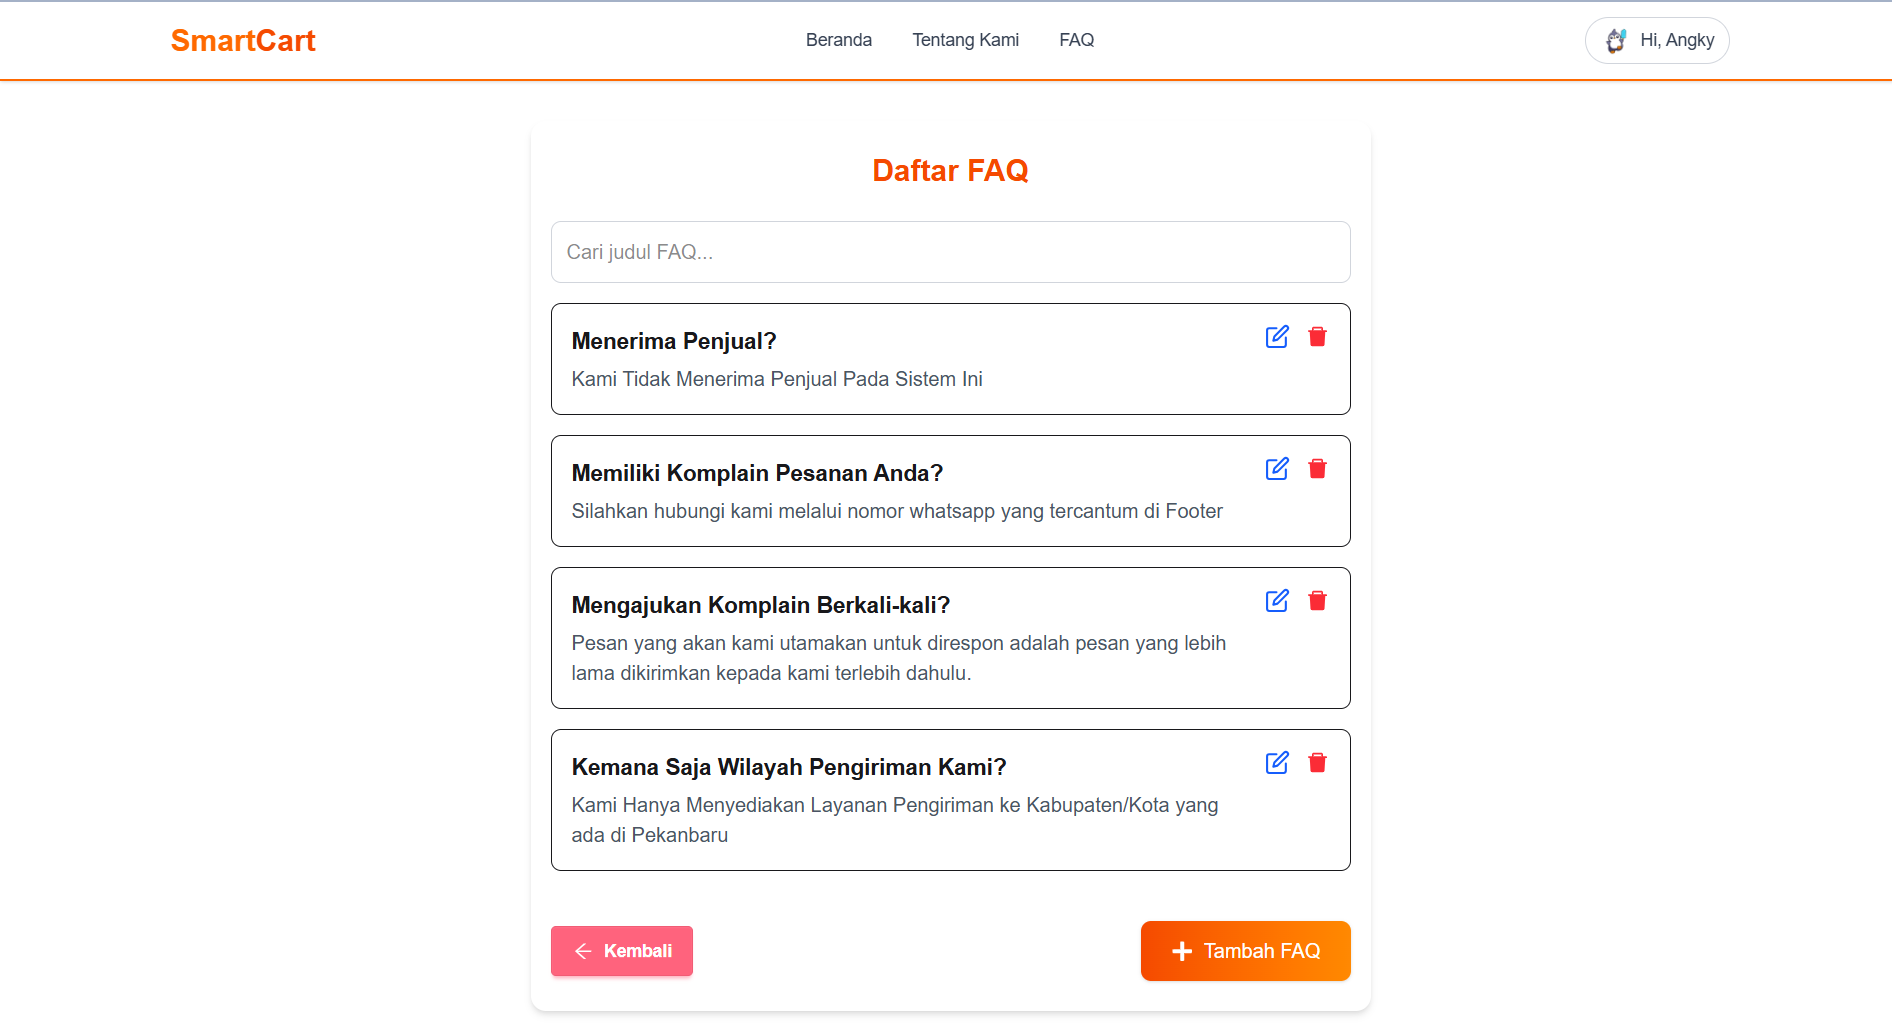 SmartCart
Beranda
Tentang Kami
FAQ
Hi, Angky
Daftar FAQ
Cari judul FAQ...
Menerima Penjual?
Kami Tidak Menerima Penjual Pada Sistem Ini
Memiliki Komplain Pesanan Anda?
Silahkan hubungi kami melalui nomor whatsapp yang tercantum di Footer
Mengajukan Komplain Berkali-kali?
Pesan yang akan kami utamakan untuk direspon adalah pesan yang lebih
lama dikirimkan kepada kami terlebih dahulu.
Kemana Saja Wilayah Pengiriman Kami?
Kami Hanya Menyediakan Layanan Pengiriman ke Kabupaten/Kota yang
ada di Pekanbaru
Kembali
Tambah FAQ